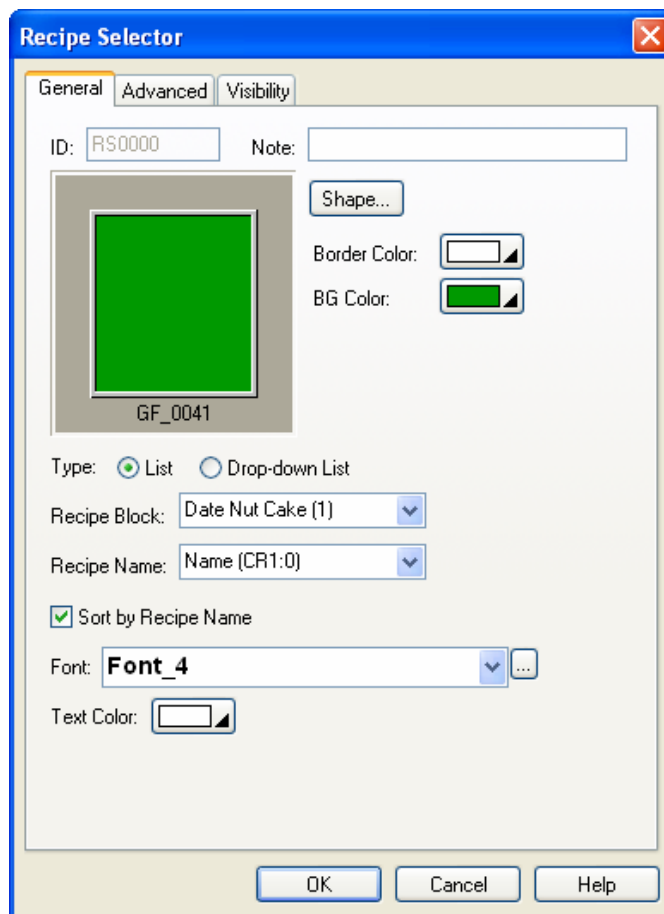 Recipe Selector
General Advanced Visibility
ID: RS0000 Note:
Shape...
Border Color:
BG Color:
GF_0041
Type: List Drop-down List
Recipe Block: Date Nut Cake (1)
Recipe Name: Name (CR1:0)
Sort by Recipe Name
Font: Font_4 ...
Text Color:
OK Cancel Help